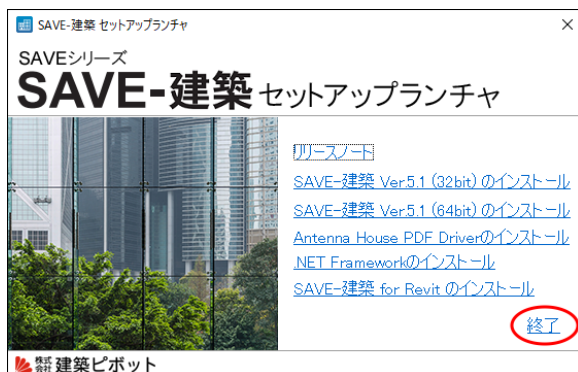 SAVE-建築 セットアップランチャ
SAVEシリーズ
SAVE-建築 セットアップランチャ
リリースノート
SAVE-建築 Ver.5.1 (32bit) のインストール
SAVE-建築 Ver.5.1 (64bit) のインストール
Antenna House PDF Driverのインストール
.NET Frameworkのインストール
SAVE-建築 for Revit のインストール
終了
株式会社 建築ピボット